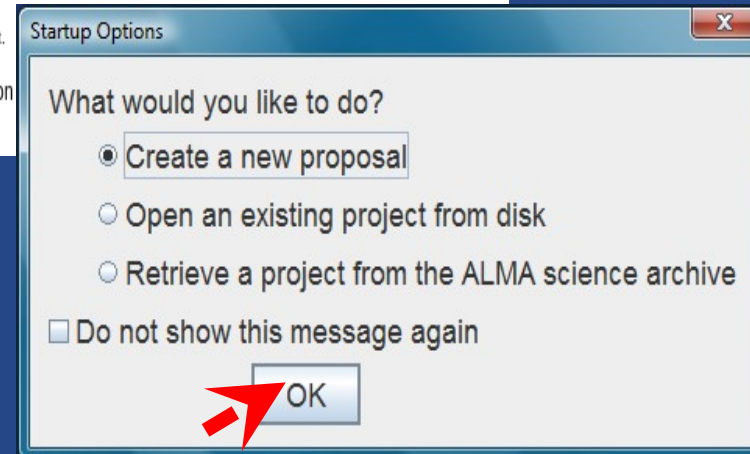 Startup Options
What would you like to do?
Create a new proposal
Open an existing project from disk
Retrieve a project from the ALMA science archive
Do not show this message again
OK